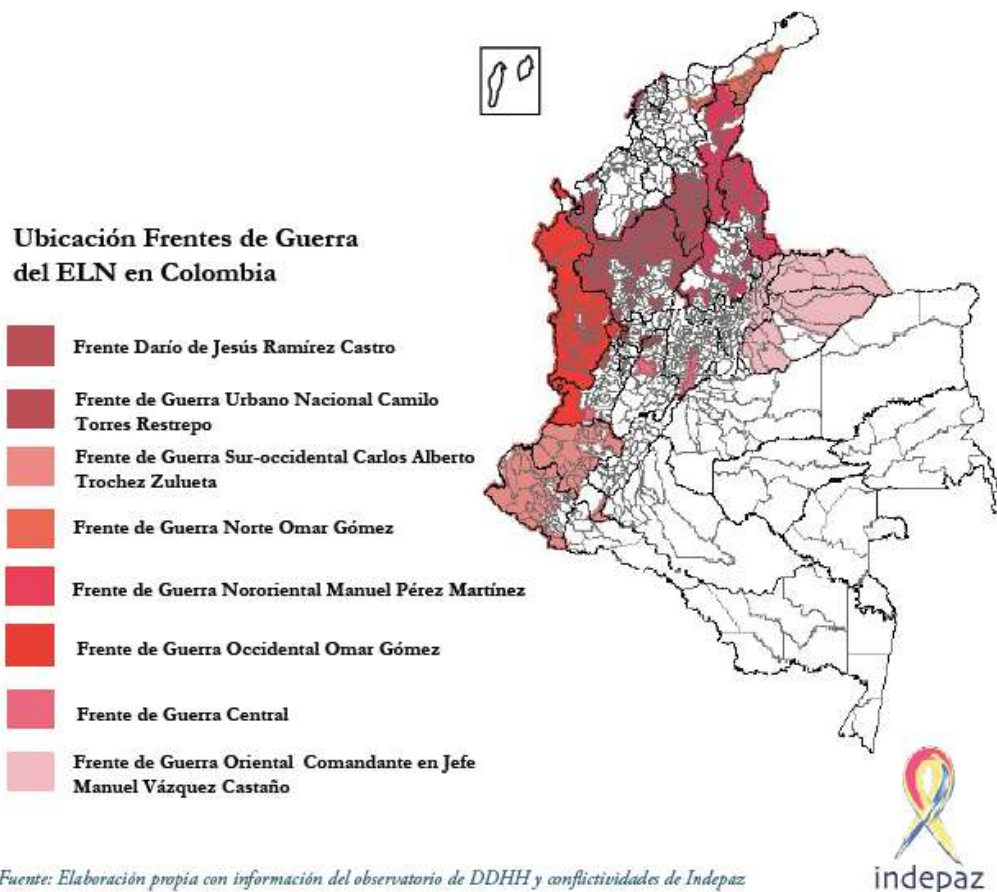 Ubicación Frentes de Guerra
del ELN en Colombia
Frente Darío de Jesús Ramírez Castro
Frente de Guerra Urbano Nacional Camilo
Torres Restrepo
Frente de Guerra Sur-occidental Carlos Alberto
Trochez Zulueta
Frente de Guerra Norte Omar Gómez
Frente de Guerra Nororiental Manuel Pérez Martínez
Frente de Guerra Occidental Omar Gómez
Frente de Guerra Central
Frente de Guerra Oriental Comandante en Jefe
Manuel Vázquez Castaño
Fuente: Elaboración propia con información del observatorio de DDHH y conflictividades de Indepaz
indepaz